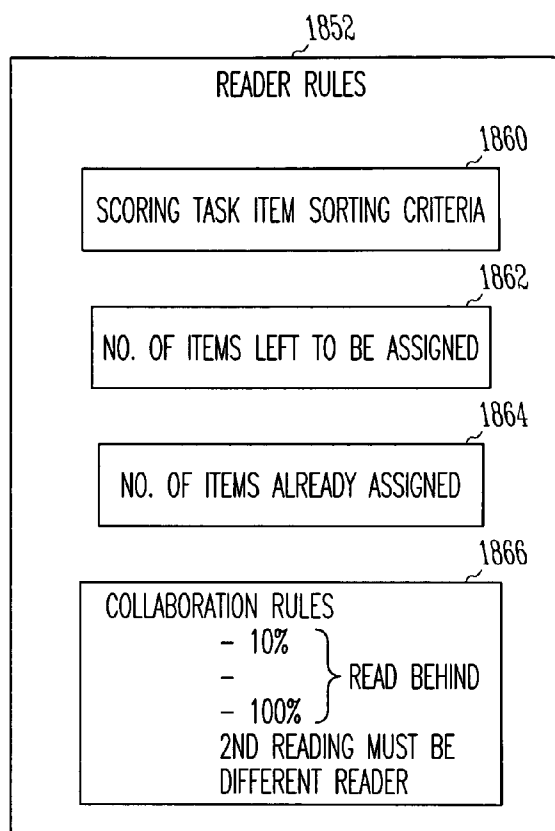 1852
READER RULES
1860
SCORING TASK ITEM SORTING CRITERIA
1862
NO. OF ITEMS LEFT TO BE ASSIGNED
1864
NO. OF ITEMS ALREADY ASSIGNED
1866
COLLABORATION RULES
- 10%
- READ BEHIND
- 100%
2ND READING MUST BE
DIFFERENT READER